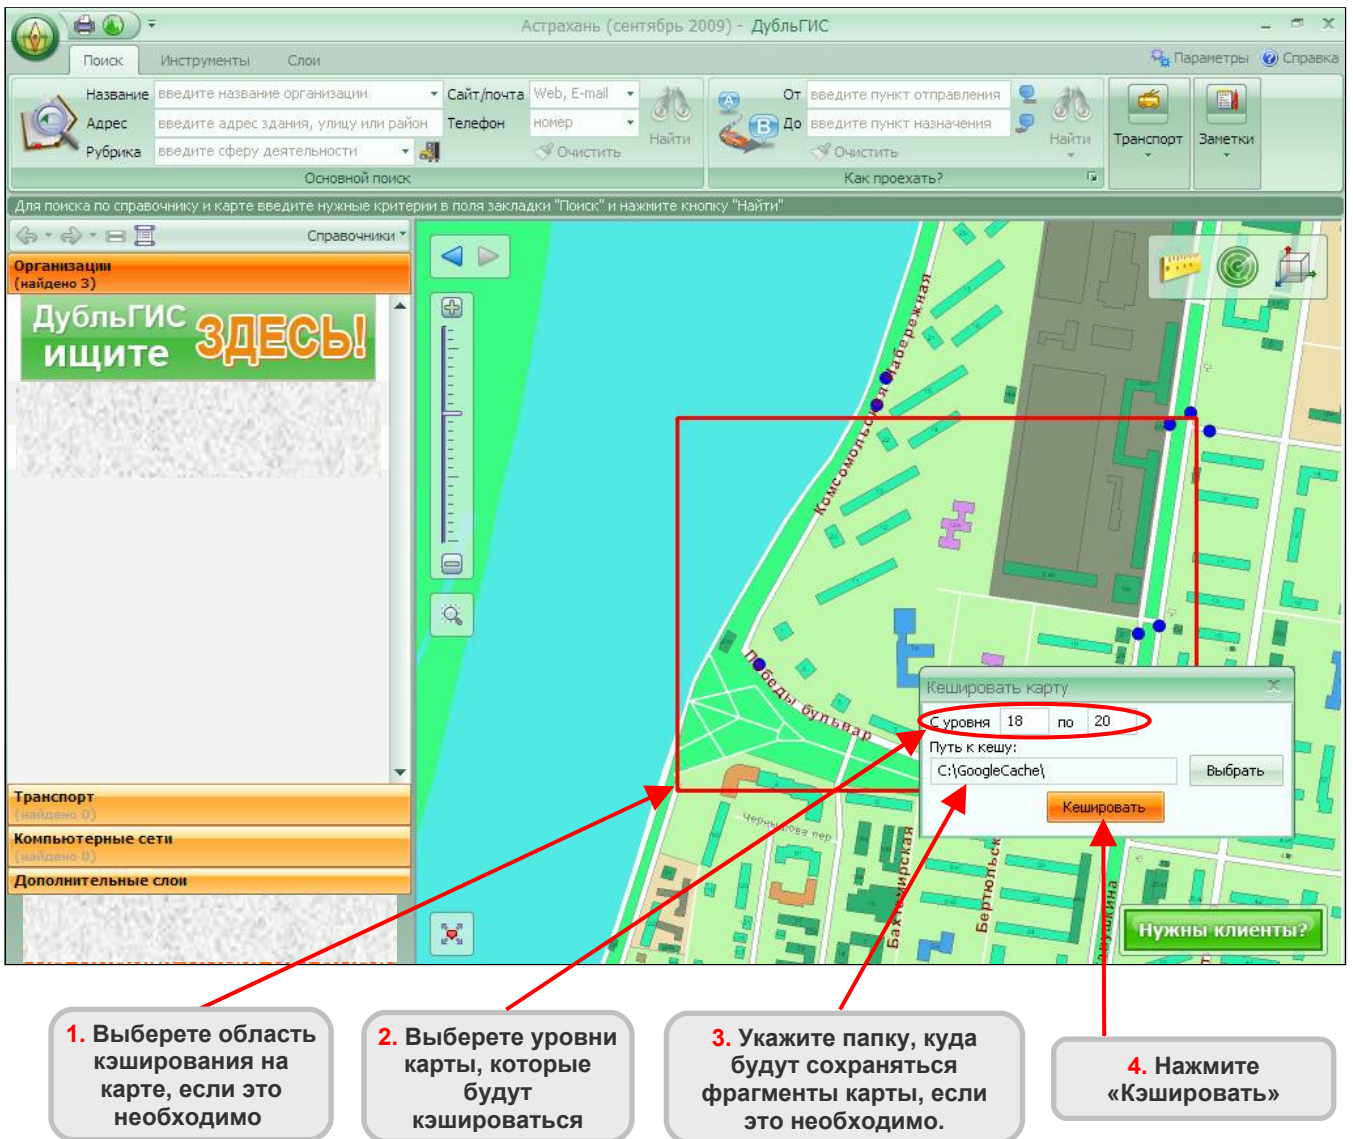 Астрахань (сентябрь 2009) - ДубльГИС
Поиск Инструменты Слои
Параметры Справка
Название введите название организации
Сайт/почта Web, E-mail
Адрес введите адрес здания, улицу или район
Телефон номер
Рубрика введите сферу деятельности
Очистить
Найти
Основной поиск
От введите пункт отправления
До введите пункт назначения
Очистить
Найти
Как проехать?
Транспорт
Заметки
Для поиска по справочнику и карте введите нужные критерии в поля закладки "Поиск" и нажмите кнопку "Найти"
Справочники
Организации
(найдено 3)
ДубльГИС
ищите ЗДЕСЬ!
Транспорт
(найдено 0)
Компьютерные сети
(найдено 0)
Дополнительные слои
Комсомольская Набережная
Победы бульвар
Чернышова пер
Бахтемирская
Бертюльск
Кешировать карту
С уровня 18 по 20
Путь к кешу:
C:\GoogleCache\
Выбрать
Кешировать
Нужны клиенты?
1. Выберете область
кэширования на
карте, если это
необходимо
2. Выберете уровни
карты, которые
будут
кэшироваться
3. Укажите папку, куда
будут сохраняться
фрагменты карты, если
это необходимо.
4. Нажмите
«Кэшировать»